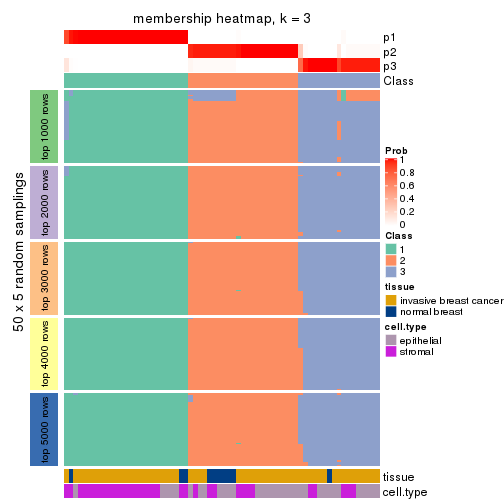 membership heatmap, k = 3
p1
p2
p3
Class
50 x 5 random samplings
top 1000 rows
top 2000 rows
top 3000 rows
top 4000 rows
top 5000 rows
tissue
cell.type
Prob
1
0.8
0.6
0.4
0.2
0
Class
1
2
3
tissue
invasive breast cancer
normal breast
cell.type
epithelial
stromal